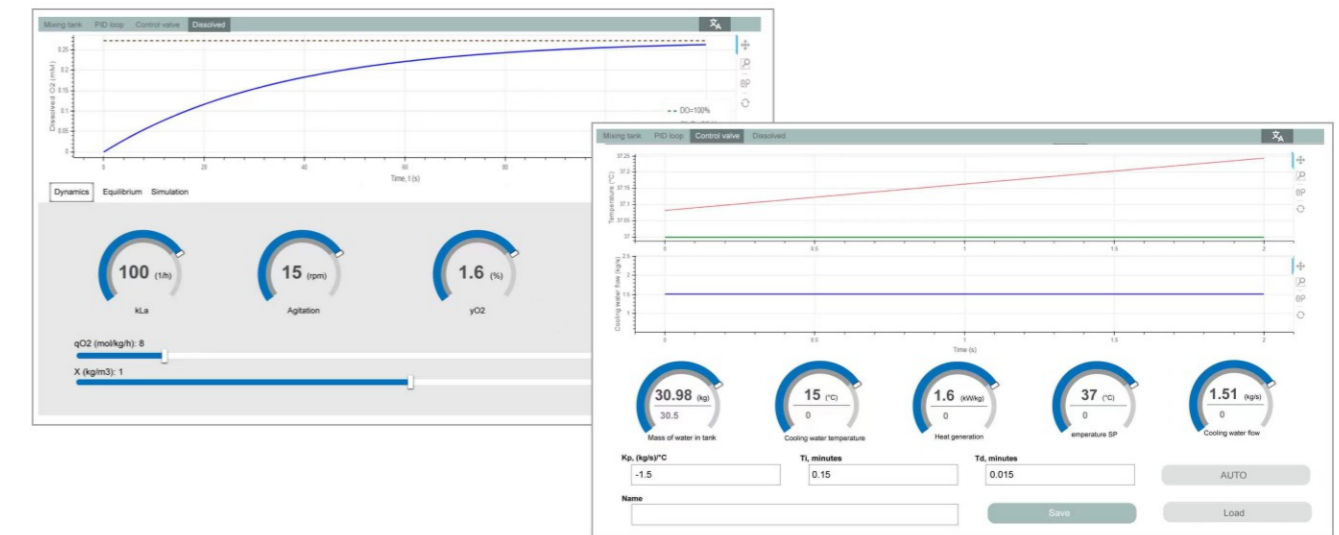 Mixing tank PID loop Control valve Dissolved
Dissolved O2 (mM)
0.25
0.2
0.15
0.1
0.05
0
-- DO=100%
0 20 40 60 80
Time, t (s)
Dynamics Equilibrium Simulation
100 (1/h)
kLa
15 (rpm)
Agitation
1.6 (%)
yO2
qO2 (mol/kg/h): 8
X (kg/m3): 1
Mixing tank PID loop Control valve Dissolved
Temperature (°C)
37.25
37.2
37.15
37.1
37.05
37
0 0.5 1 1.5 2
Cooling water flow (kg/s)
2.5
2
1.5
1
0 0.5 1 1.5 2
Time (s)
30.98 (kg)
30.5
Mass of water in tank
15 (°C)
0
Cooling water temperature
1.6 (kW/kg)
0
Heat generation
37 (°C)
0
emperature SP
1.51 (kg/s)
0
Cooling water flow
Kp, (kg/s)/°C Ti, minutes Td, minutes
-1.5 0.15 0.015 AUTO
Name
Save Load